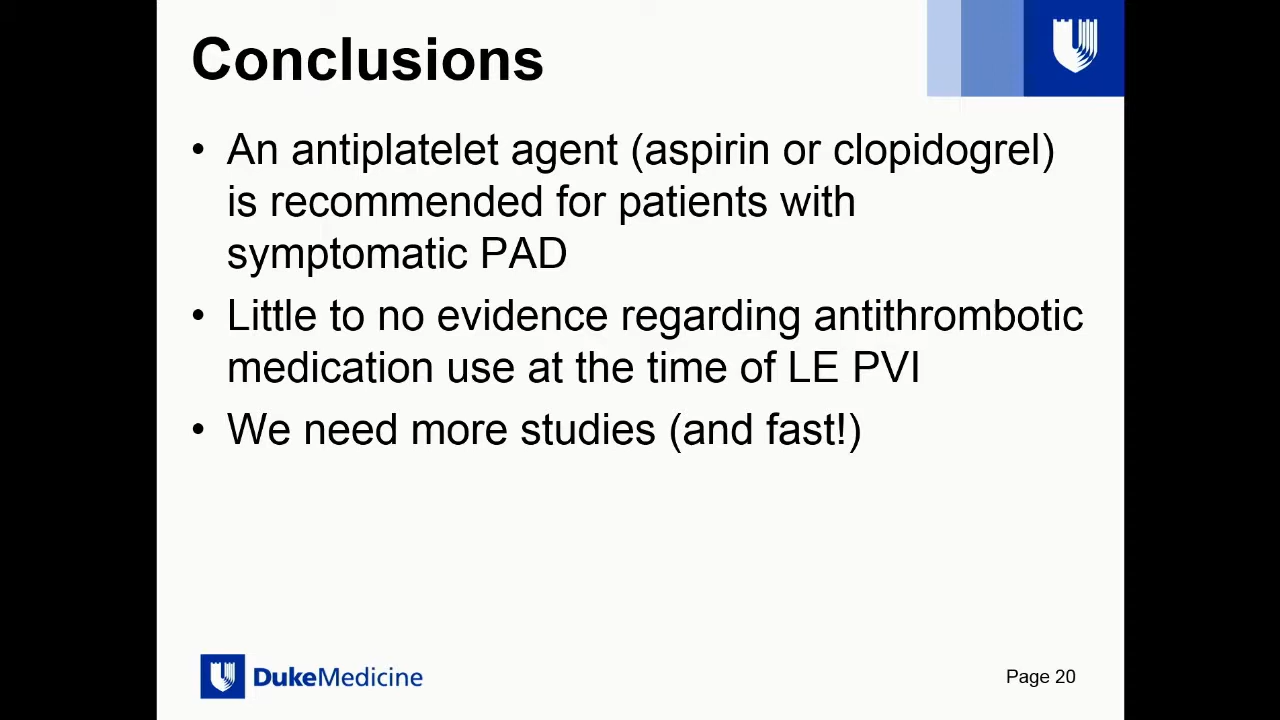 Conclusions
• An antiplatelet agent (aspirin or clopidogrel)
is recommended for patients with
symptomatic PAD
• Little to no evidence regarding antithrombotic
medication use at the time of LE PVI
• We need more studies (and fast!)
DukeMedicine
Page 20